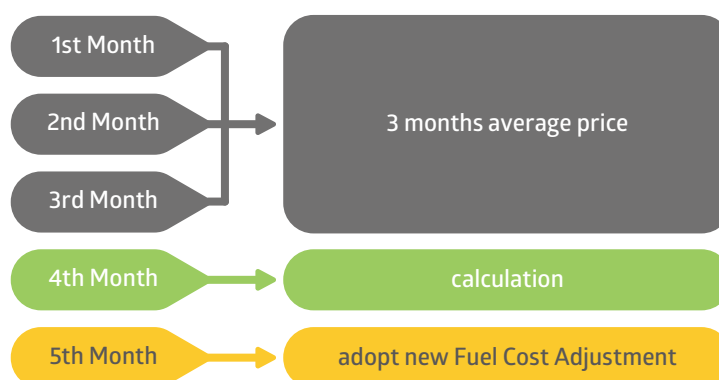 1st Month
2nd Month
3 months average price
3rd Month
4th Month
calculation
5th Month
adopt new Fuel Cost Adjustment